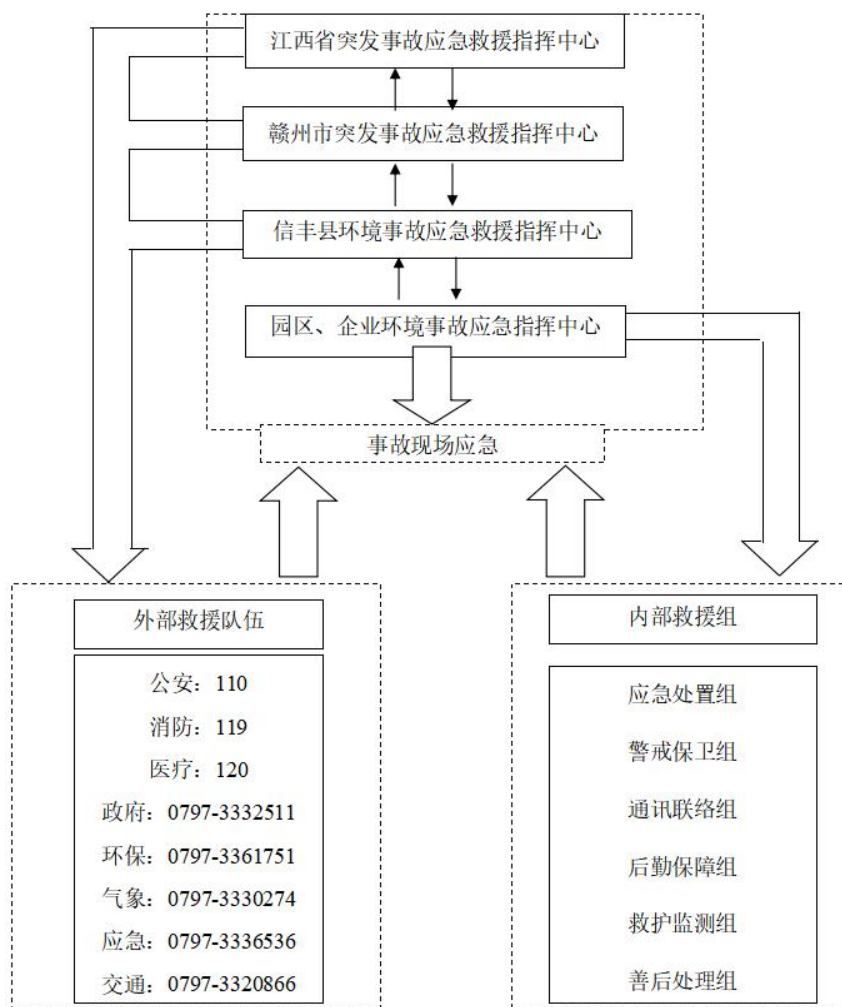 江西省突发事故应急救援指挥中心
赣州市突发事故应急救援指挥中心
信丰县环境事故应急救援指挥中心
园区、企业环境事故应急指挥中心
事故现场应急
外部救援队伍
公安：110
消防：119
医疗：120
政府：0797-3332511
环保：0797-3361751
气象：0797-3330274
应急：0797-3336536
交通：0797-3320866
内部救援组
应急处置组
警戒保卫组
通讯联络组
后勤保障组
救护监测组
善后处理组